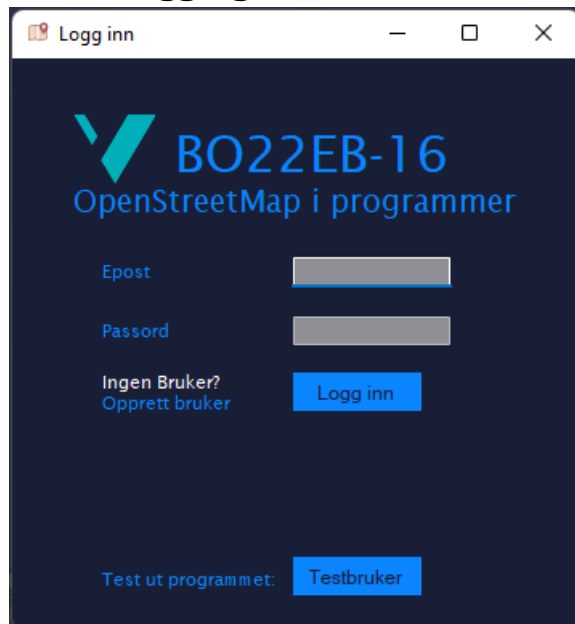 Logg inn
BO22EB-16
OpenStreetMap i programmer
Epost
Passord
Ingen Bruker?
Opprett bruker
Logg inn
Test ut programmet:
Testbruker